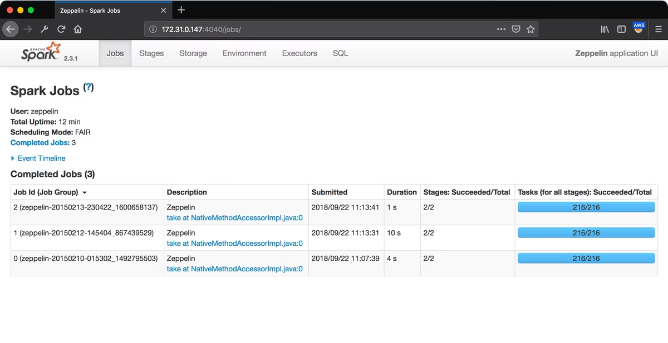 Zeppelin - Spark Jobs
172.31.0.147:4040/jobs/
AWS
APACHE
Spark 2.3.1
Jobs Stages Storage Environment Executors SQL
Zeppelin application UI
Spark Jobs (?)
User: zeppelin
Total Uptime: 12 min
Scheduling Mode: FAIR
Completed Jobs: 3
Event Timeline
Completed Jobs (3)
Job Id (Job Group) Description Submitted Duration Stages: Succeeded/Total Tasks (for all stages): Succeeded/Total
2 (zeppelin-20150213-230422_1600658137) Zeppelin 2018/09/22 11:13:41 1 s 2/2 216/216
take at NativeMethodAccessorImpl.java:0
1 (zeppelin-20150212-145404_867439529) Zeppelin 2018/09/22 11:13:31 10 s 2/2 216/216
take at NativeMethodAccessorImpl.java:0
0 (zeppelin-20150210-015302_1492795503) Zeppelin 2018/09/22 11:07:39 4 s 2/2 216/216
take at NativeMethodAccessorImpl.java:0